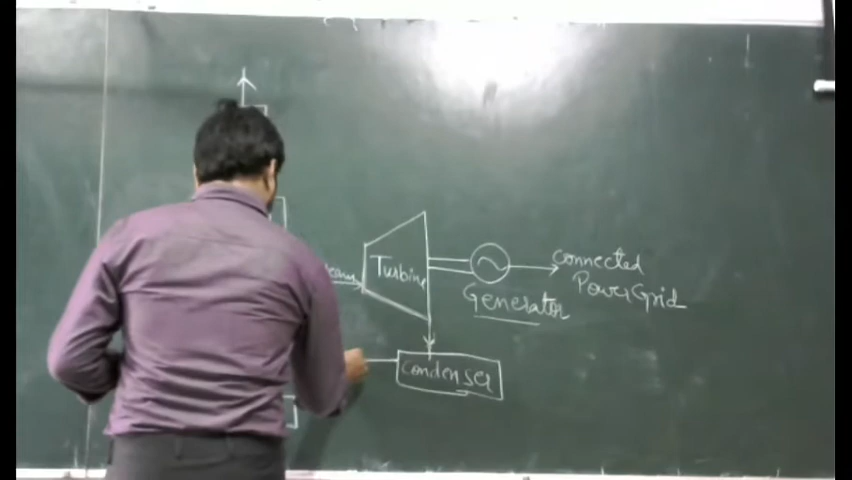 Turbine
Generator
connected
Power Grid
condenser